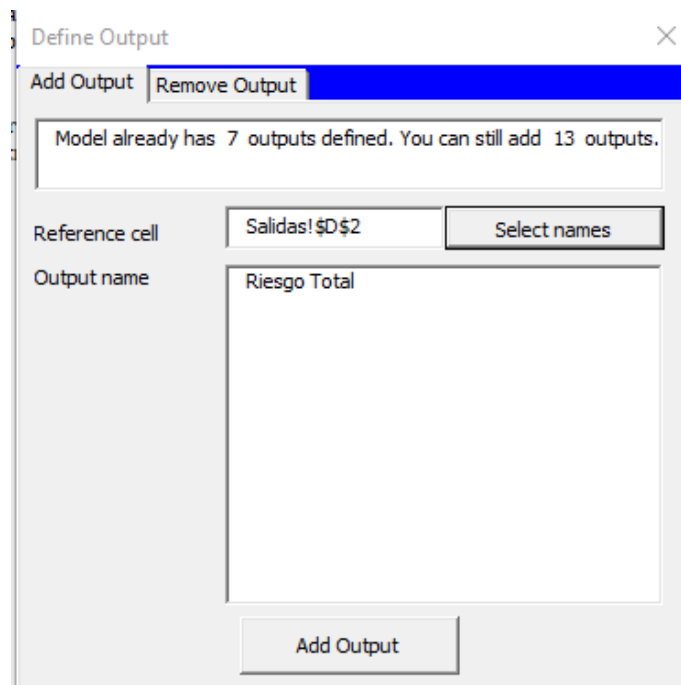 Define Output
Add Output Remove Output
Model already has 7 outputs defined. You can still add 13 outputs.
Reference cell Salidas!$D$2 Select names
Output name Riesgo Total
Add Output